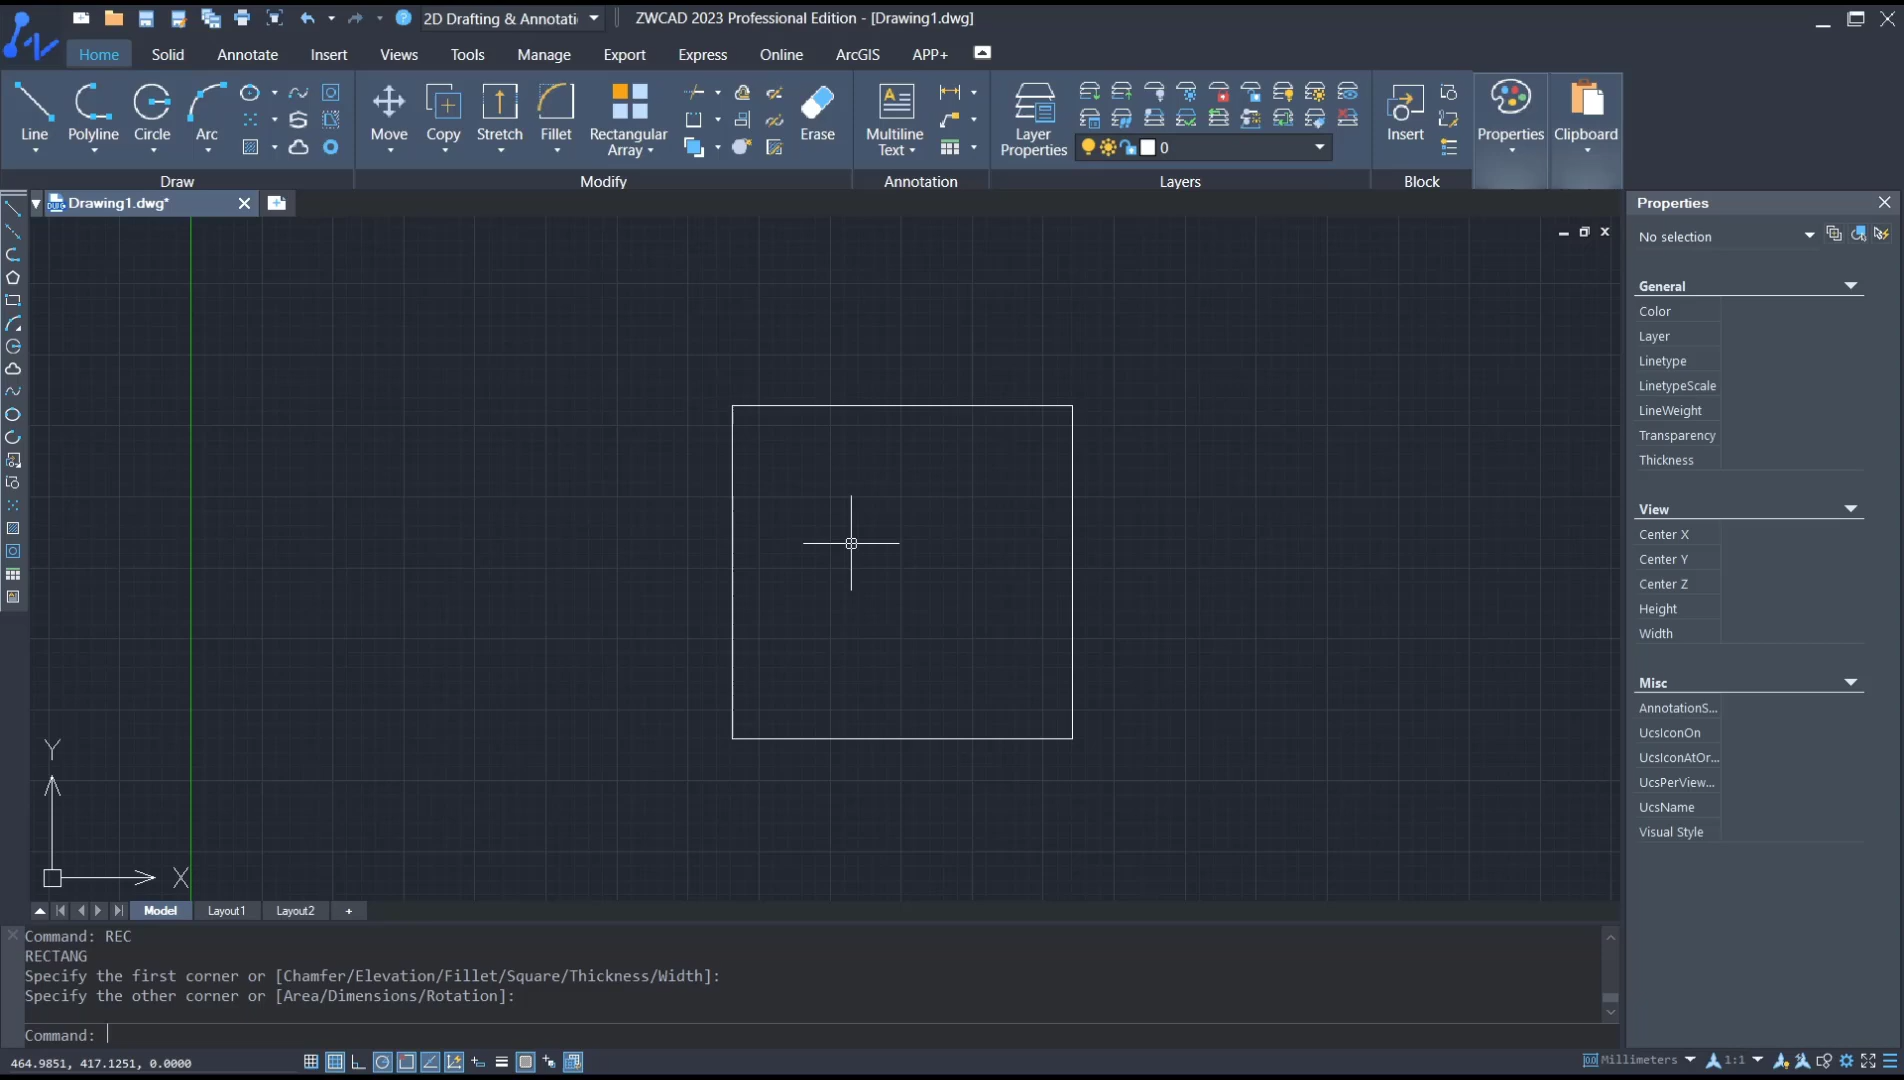 2D Drafting & Annotati
ZWCAD 2023 Professional Edition - [Drawing1.dwg]
Home
Solid
Annotate
Insert
Views
Tools
Manage
Export
Express
Online
ArcGIS
APP+
Line
Polyline
Circle
Arc
Move
Copy
Stretch
Fillet
Rectangular
Array
Erase
Multiline
Text
Layer
Properties
0
Insert
Properties
Clipboard
Draw
Modify
Annotation
Layers
Block
Drawing1.dwg*
Properties
No selection
General
Color
Layer
Linetype
LinetypeScale
LineWeight
Transparency
Thickness
View
Center X
Center Y
Center Z
Height
Width
Misc
AnnotationS...
UcsIconOn
UcsIconAtOr...
UcsPerView...
UcsName
Visual Style
Y
X
Model
Layout1
Layout2
+
Command: REC
RECTANG
Specify the first corner or [Chamfer/Elevation/Fillet/Square/Thickness/Width]:
Specify the other corner or [Area/Dimensions/Rotation]:
Command:
464.9851, 417.1251, 0.0000
Millimeters
1:1